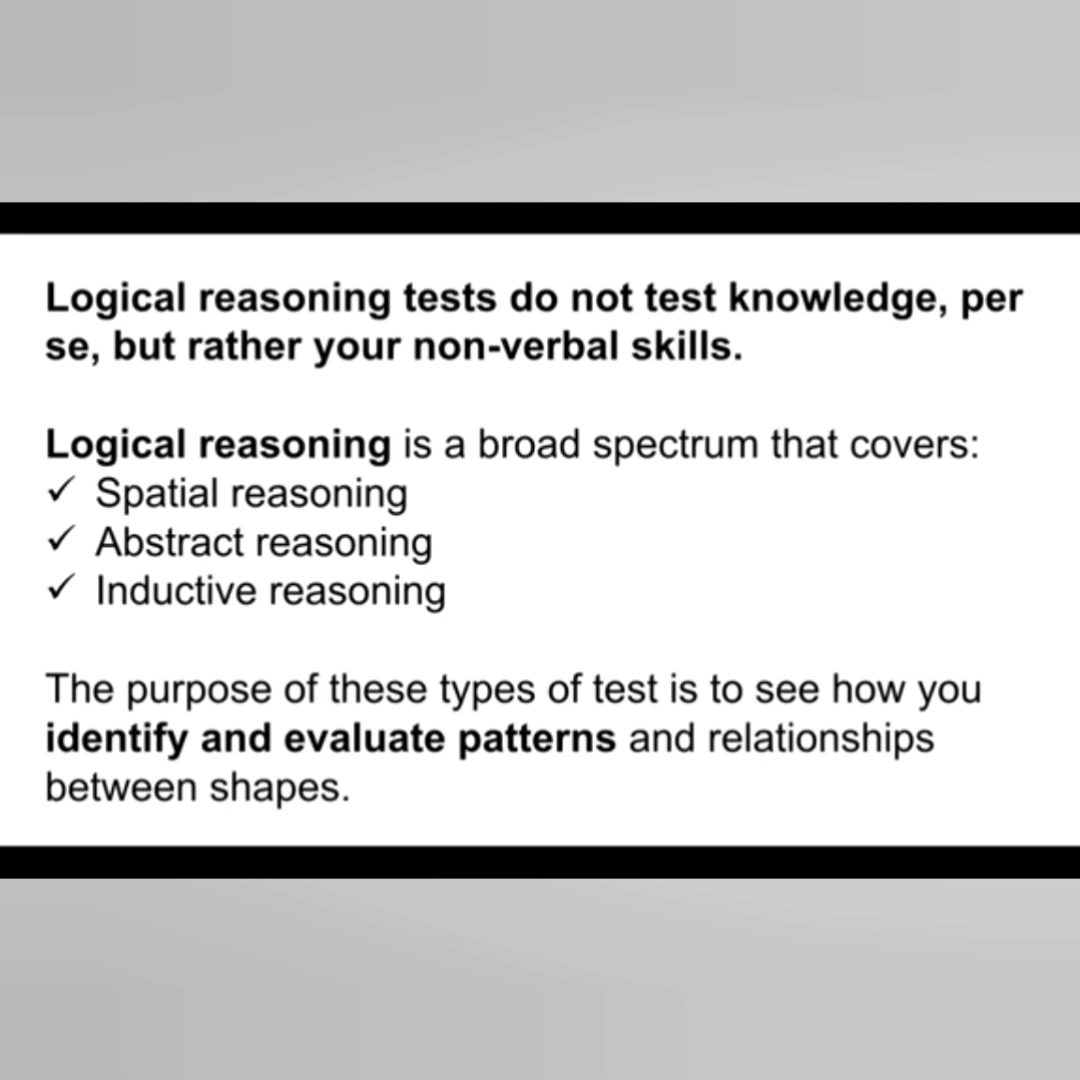 Logical reasoning tests do not test knowledge, per
se, but rather your non-verbal skills.
Logical reasoning is a broad spectrum that covers:
✓ Spatial reasoning
✓ Abstract reasoning
✓ Inductive reasoning
The purpose of these types of test is to see how you
identify and evaluate patterns and relationships
between shapes.